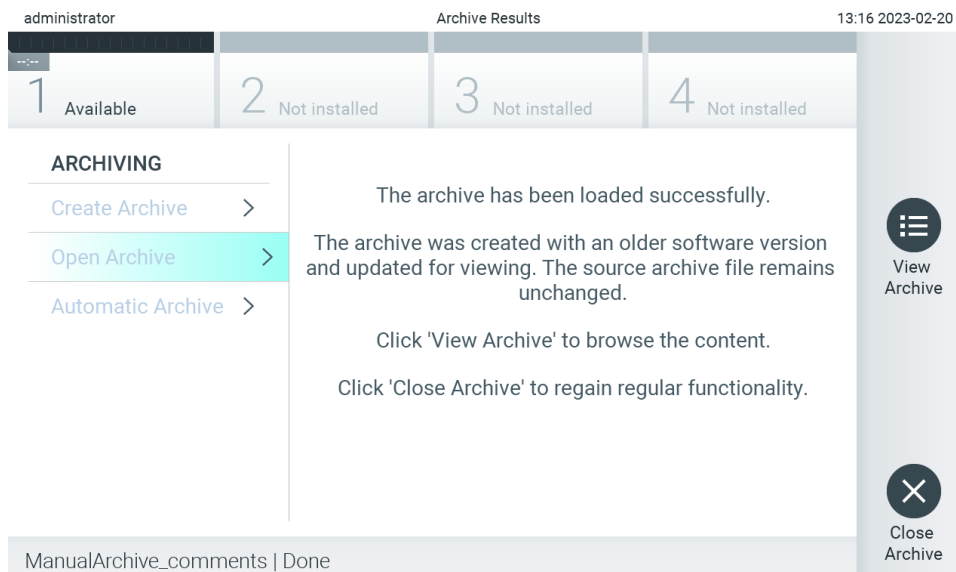 administrator
Archive Results
13:16 2023-02-20
--:--
1 Available
2 Not installed
3 Not installed
4 Not installed
ARCHIVING
Create Archive
Open Archive
Automatic Archive
The archive has been loaded successfully.
The archive was created with an older software version
and updated for viewing. The source archive file remains
unchanged.
Click 'View Archive' to browse the content.
Click 'Close Archive' to regain regular functionality.
View
Archive
Close
Archive
ManualArchive_comments | Done